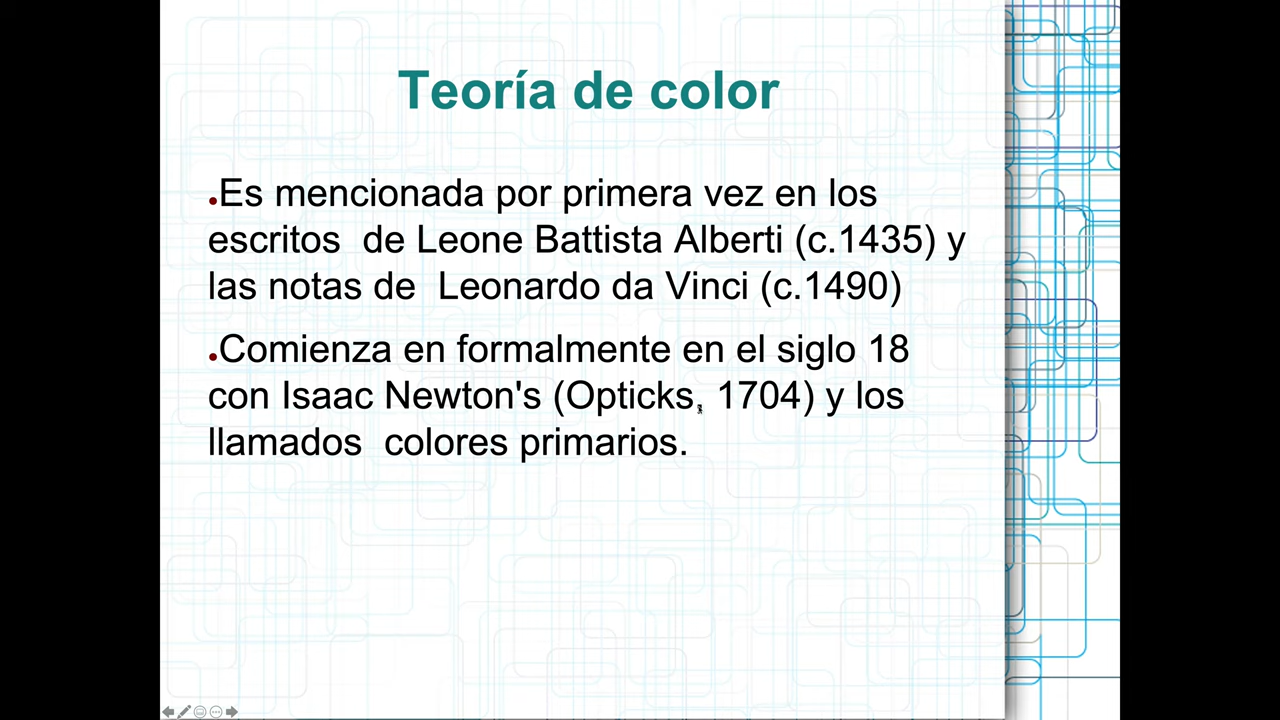 Teoría de color
•Es mencionada por primera vez en los
escritos  de Leone Battista Alberti (c.1435) y
las notas de  Leonardo da Vinci (c.1490)
•Comienza en formalmente en el siglo 18
con Isaac Newton's (Opticks, 1704) y los
llamados  colores primarios.